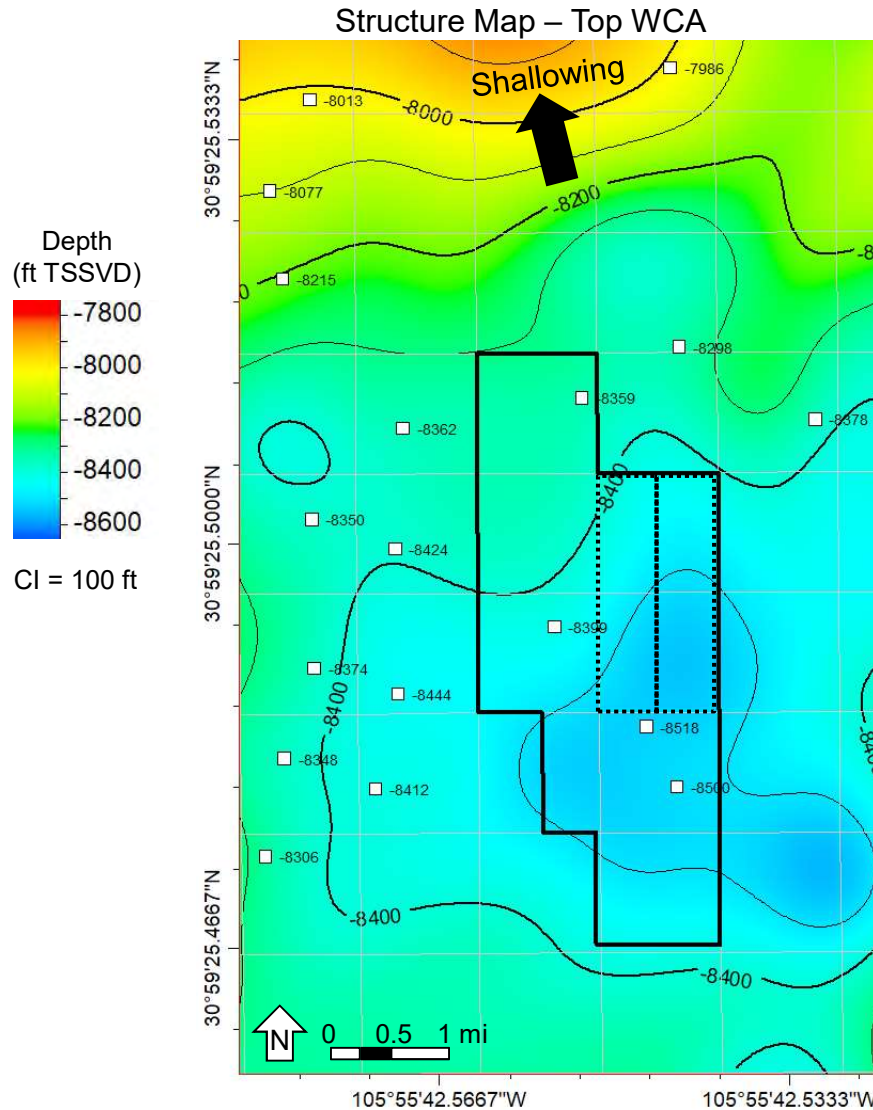 Structure Map – Top WCA
Shallowing
-7986
-8013
-8000
30°59'25.5333"N
-8077
-8200
Depth
(ft TSSVD)
-7800
-8000
-8200
-8400
-8600
CI = 100 ft
-8
0
-8215
-8298
-8359
-8378
-8362
-8400
30°59'25.5000"N
-8350
-8424
-8399
-8374
-8444
-8400
-8400
-8518
-8348
-8412
-8500
-8306
30°59'25.4667"N
-8400
-8400
N
0 0.5 1 mi
105°55'42.5667"W
105°55'42.5333"W